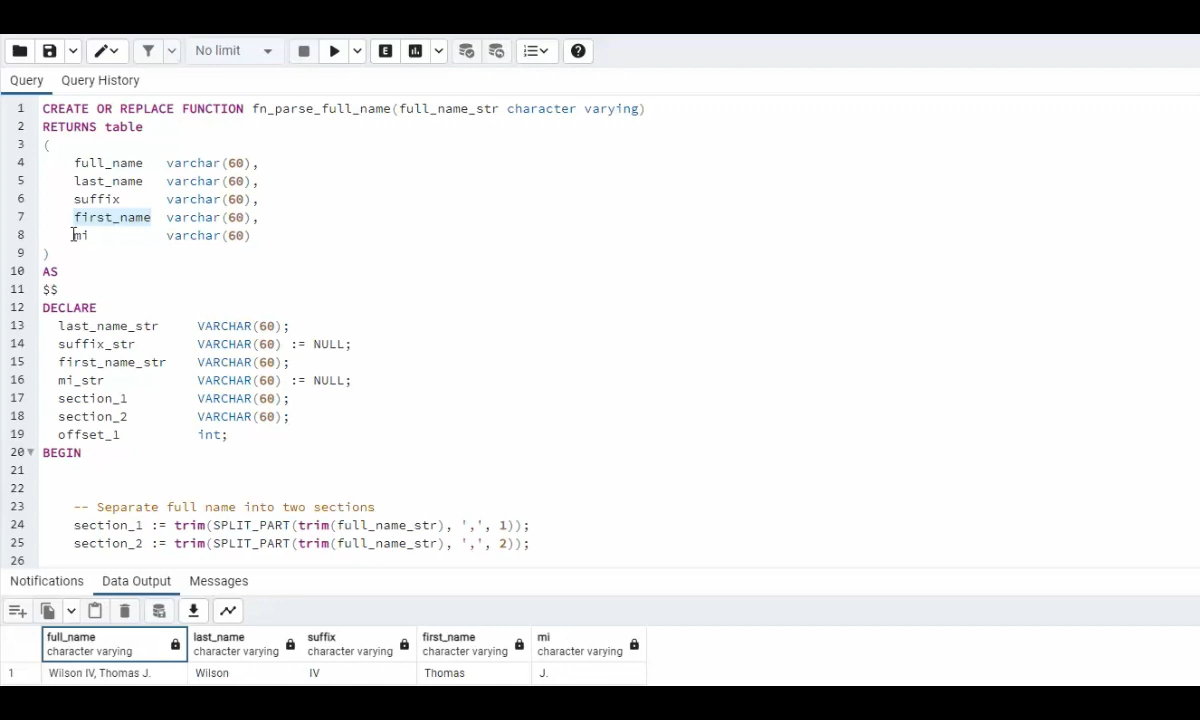 No limit
Query Query History
1 CREATE OR REPLACE FUNCTION fn_parse_full_name(full_name_str character varying)
2 RETURNS table
3 (
4 full_name varchar(60),
5 last_name varchar(60),
6 suffix varchar(60),
7 first_name varchar(60),
8 mi varchar(60)
9 )
10 AS
11 $$
12 DECLARE
13 last_name_str VARCHAR(60);
14 suffix_str VARCHAR(60) := NULL;
15 first_name_str VARCHAR(60);
16 mi_str VARCHAR(60) := NULL;
17 section_1 VARCHAR(60);
18 section_2 VARCHAR(60);
19 offset_1 int;
20 BEGIN
21
22
23 -- Separate full name into two sections
24 section_1 := trim(SPLIT_PART(trim(full_name_str), ',', 1));
25 section_2 := trim(SPLIT_PART(trim(full_name_str), ',', 2));
26
Notifications Data Output Messages
full_name last_name suffix first_name mi
character varying character varying character varying character varying character varying
1 Wilson IV, Thomas J. Wilson IV Thomas J.